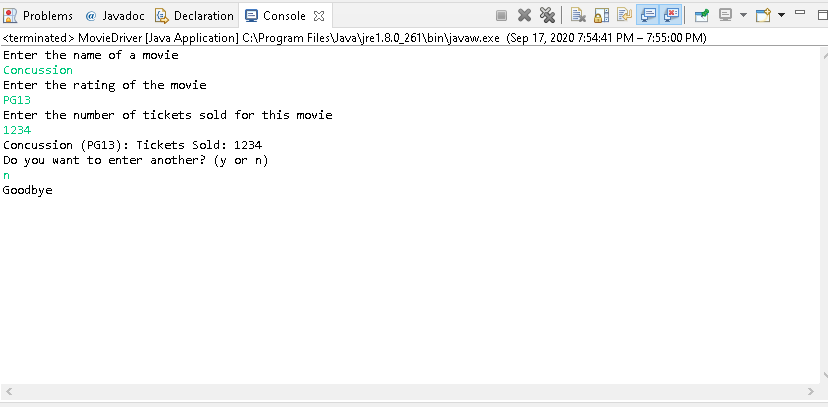 Problems @ Javadoc Declaration Console
<terminated> MovieDriver [Java Application] C:\Program Files\Java\jre1.8.0_261\bin\javaw.exe (Sep 17, 2020 7:54:41 PM – 7:55:00 PM)
Enter the name of a movie
Concussion
Enter the rating of the movie
PG13
Enter the number of tickets sold for this movie
1234
Concussion (PG13): Tickets Sold: 1234
Do you want to enter another? (y or n)
n
Goodbye